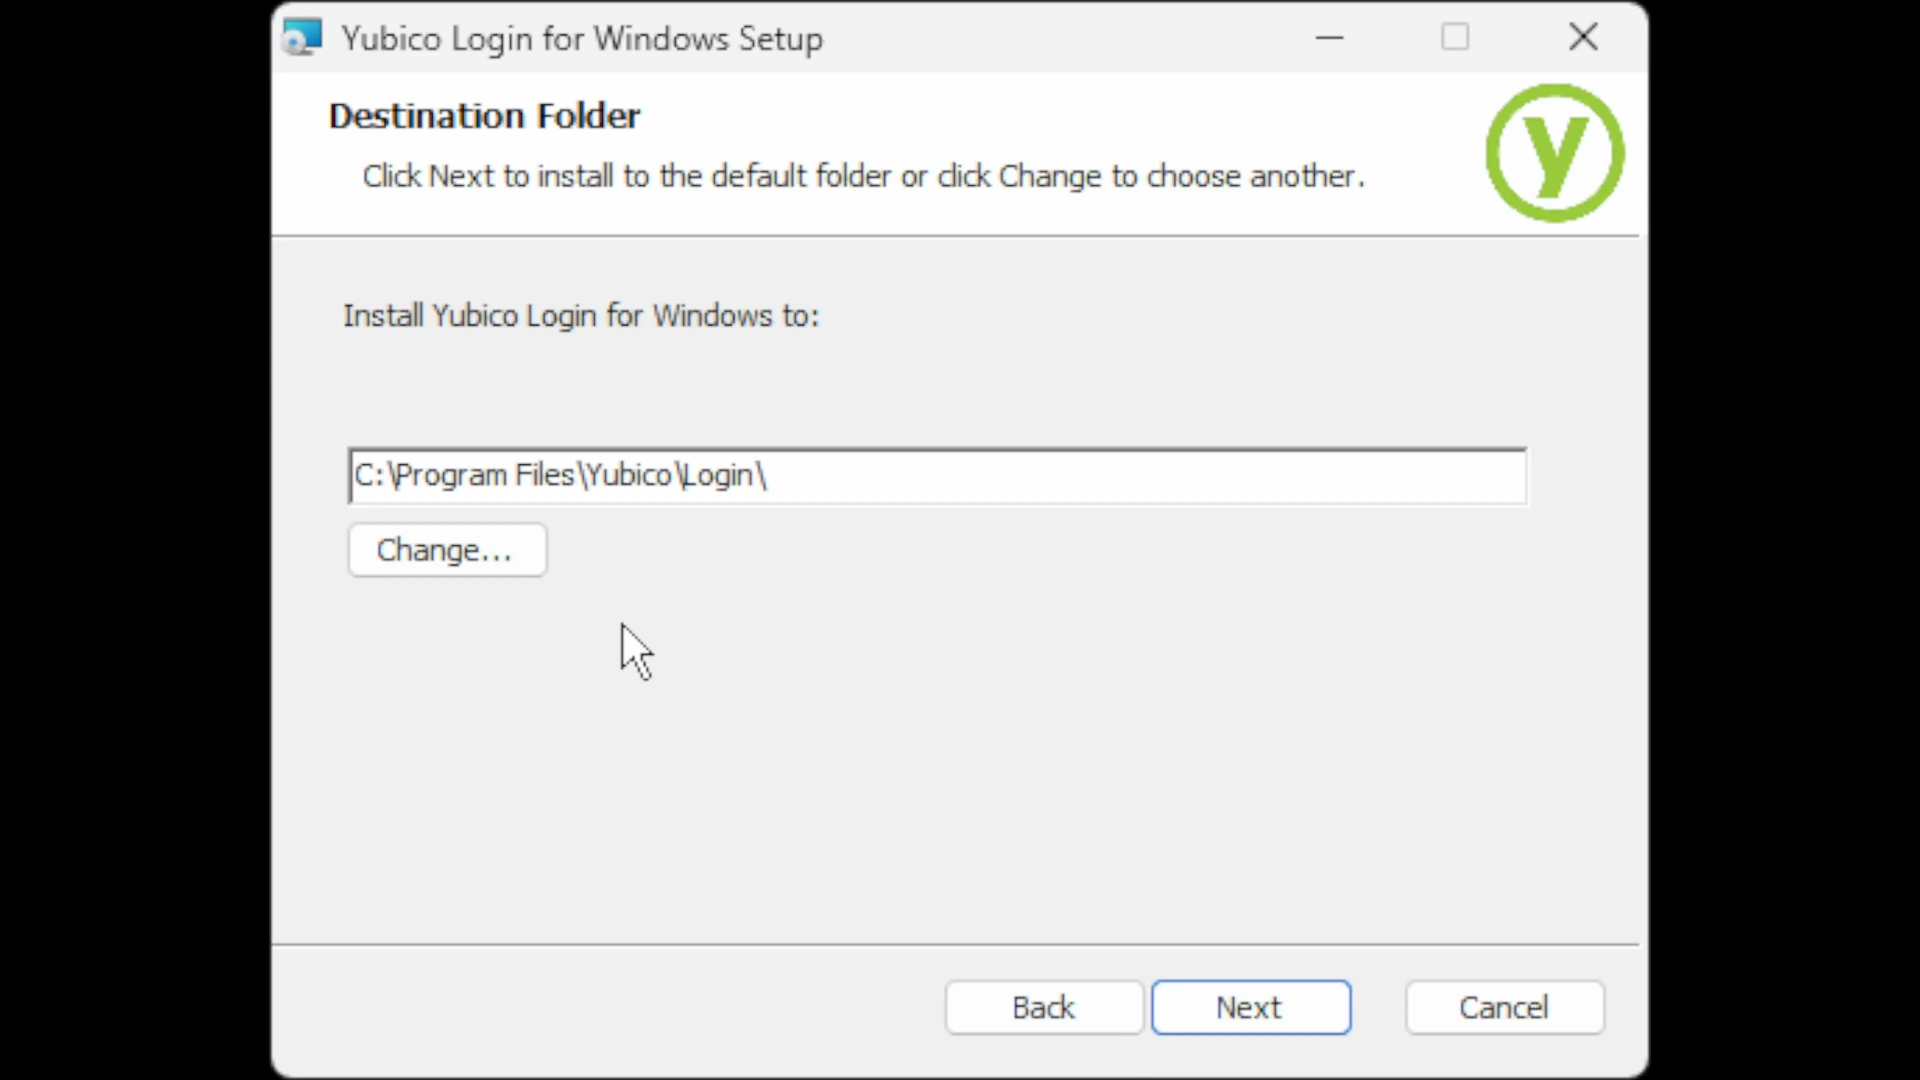 Yubico Login for Windows Setup
Destination Folder
Click Next to install to the default folder or click Change to choose another.
y
Install Yubico Login for Windows to:
C:\Program Files\Yubico\Login\
Change...
Back
Next
Cancel